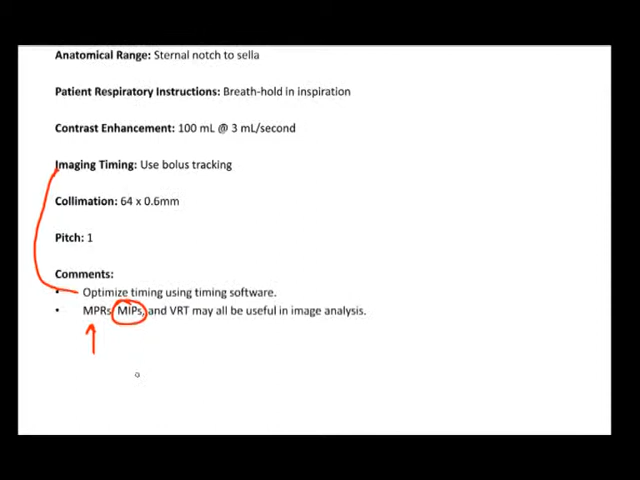 Anatomical Range: Sternal notch to sella
Patient Respiratory Instructions: Breath-hold in inspiration
Contrast Enhancement: 100 mL @ 3 mL/second
Imaging Timing: Use bolus tracking
Collimation: 64 x 0.6mm
Pitch: 1
Comments:
• Optimize timing using timing software.
• MPRs, MIPs, and VRT may all be useful in image analysis.